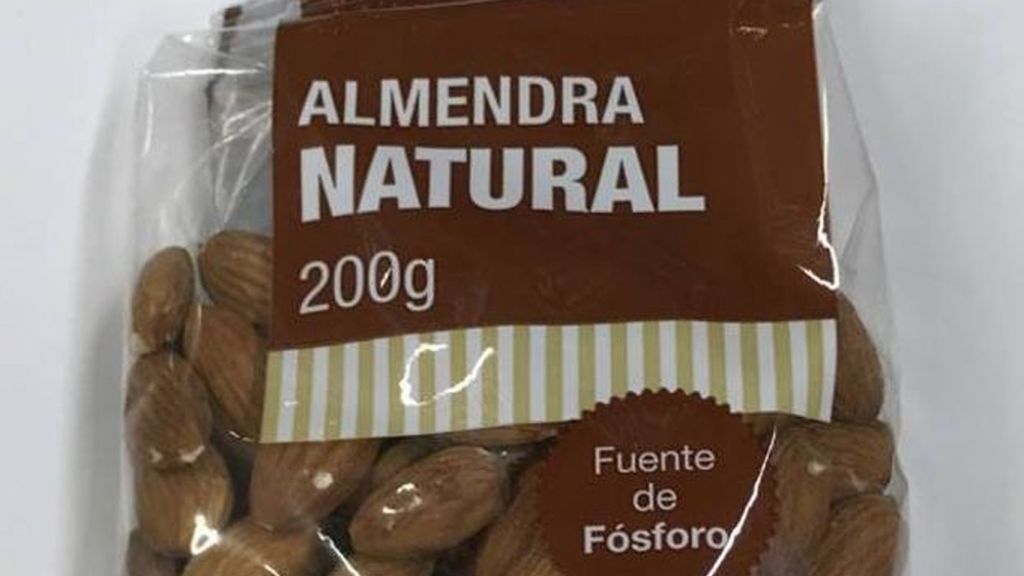 ALMENDRA
NATURAL
200g
Fuente
de
Fósforo